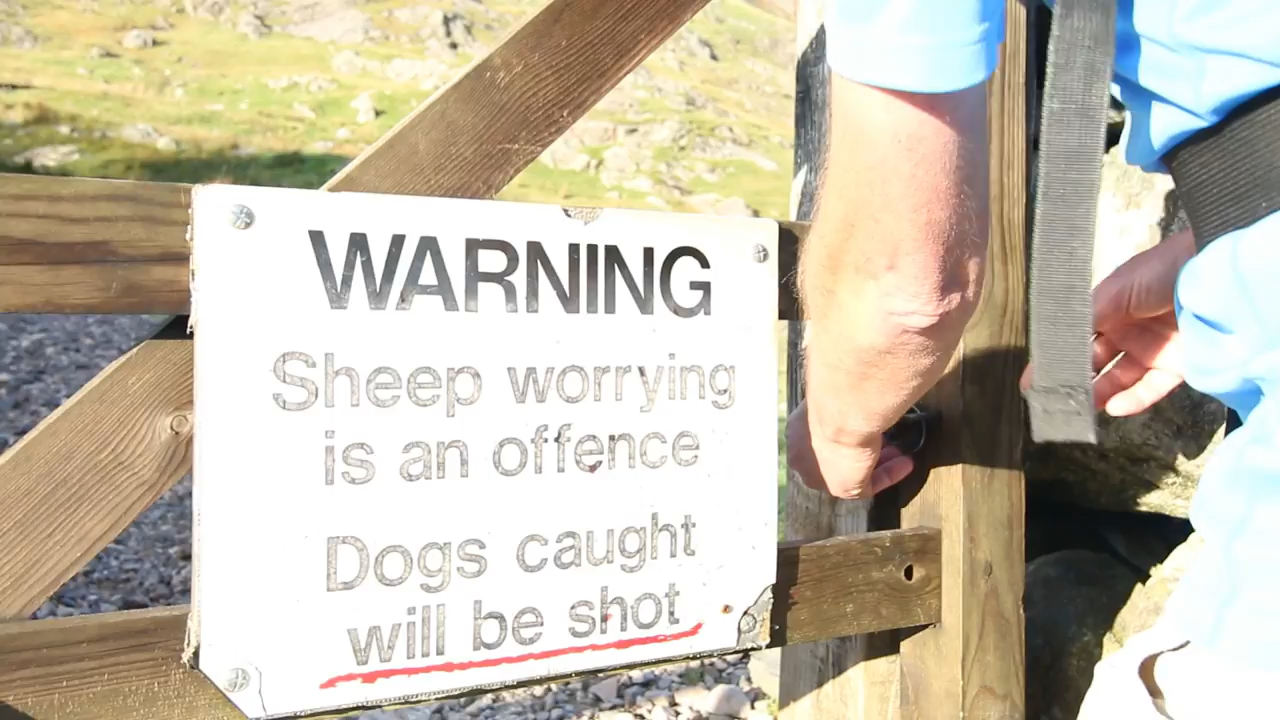 WARNING
Sheep worrying
is an offence
Dogs caught
will be shot